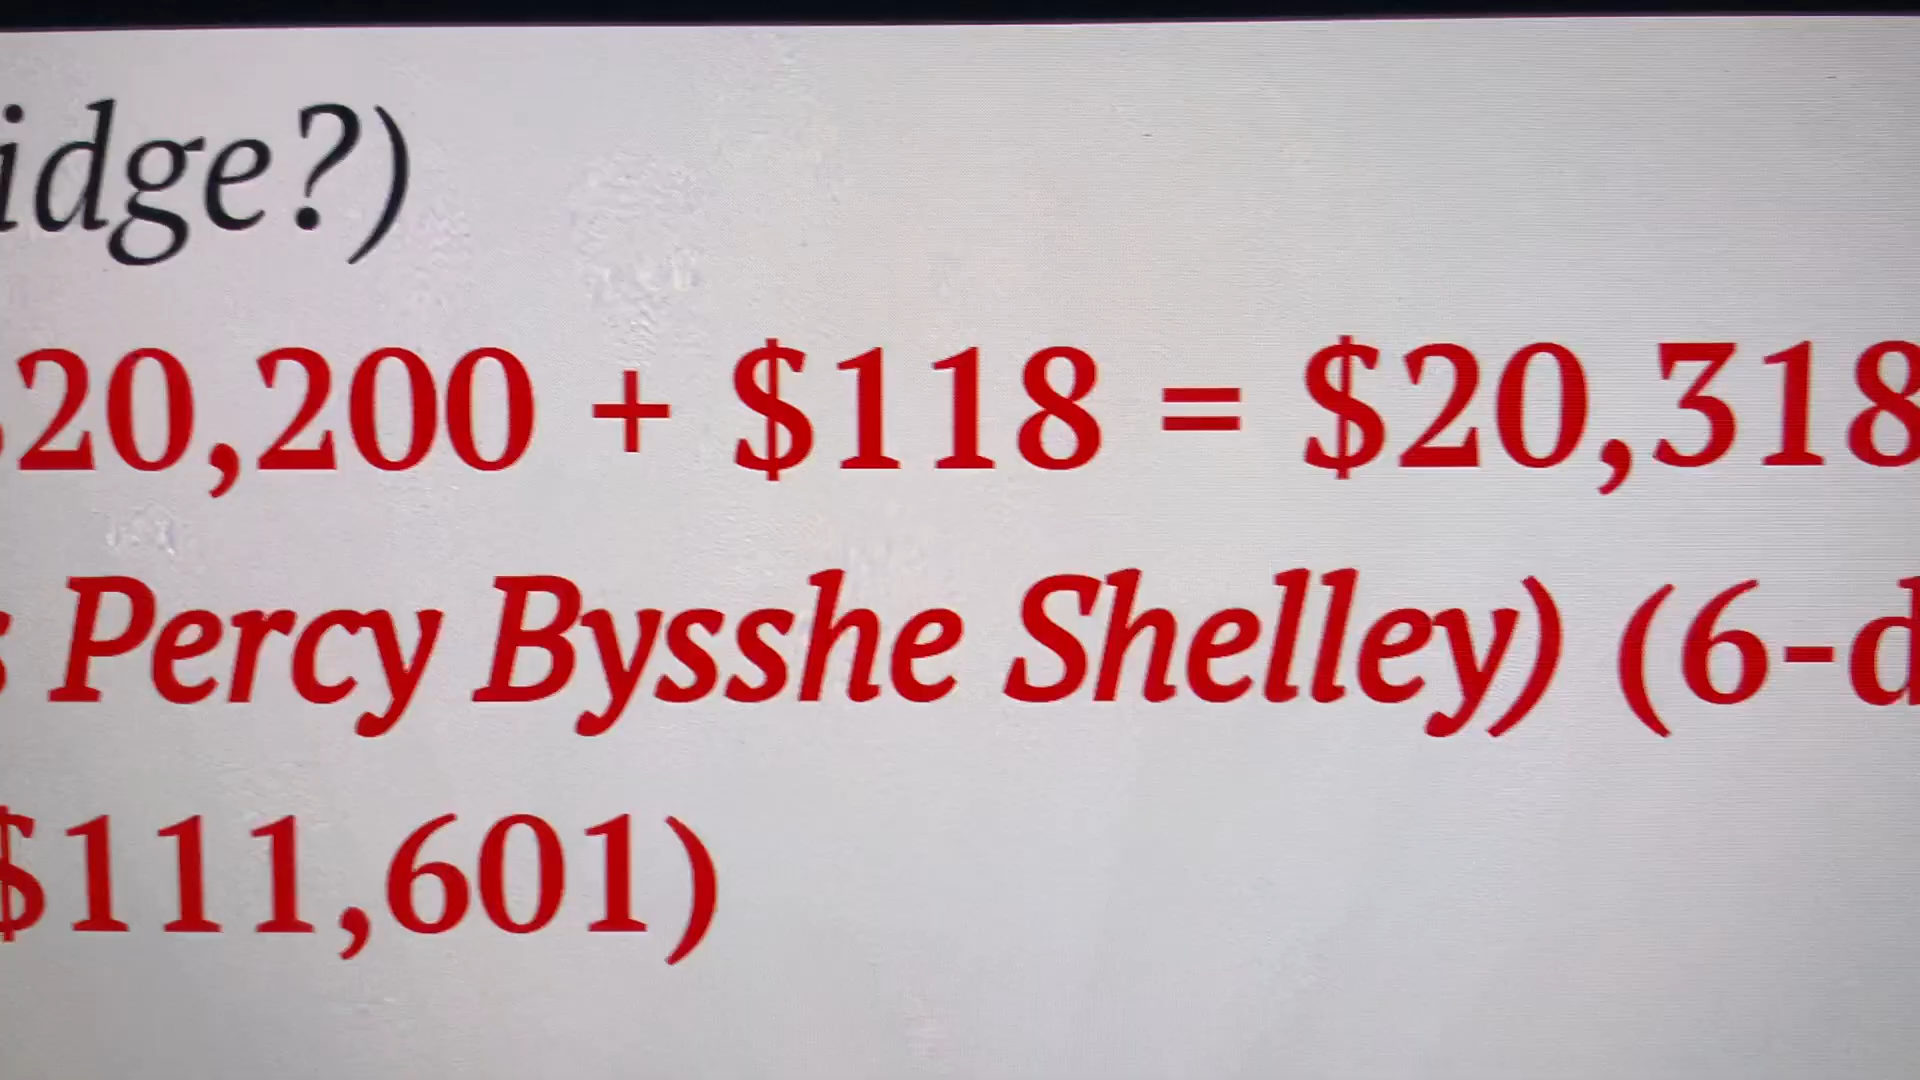 idge?)
20,200 + $118 = $20,318
Percy Bysshe Shelley) (6-d
$111,601)